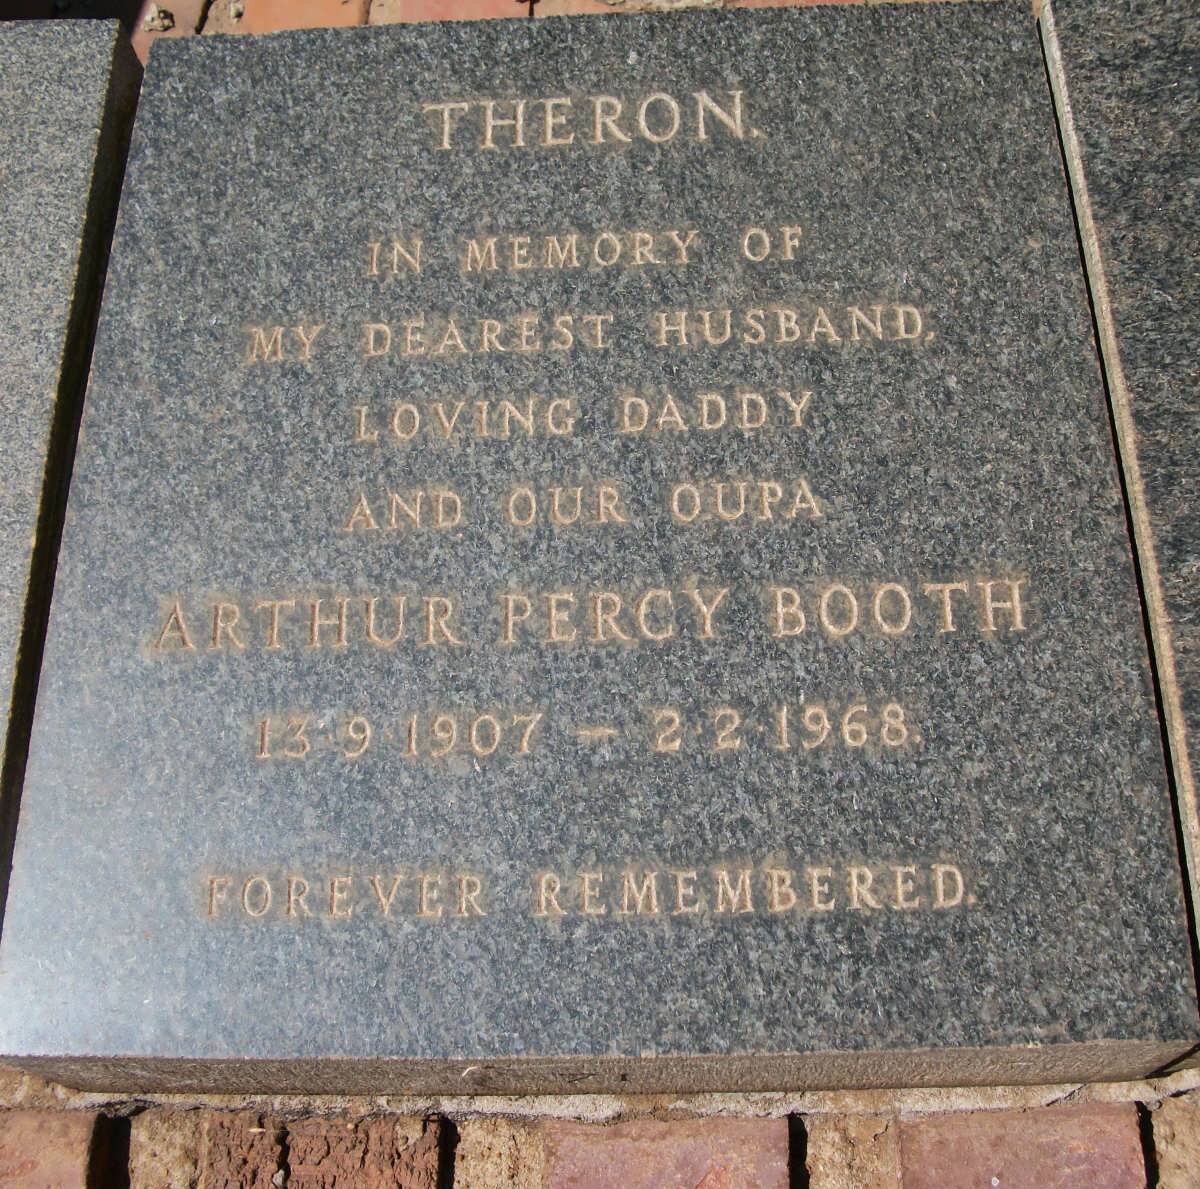 THERON.
IN MEMORY OF
MY DEAREST HUSBAND,
LOVING DADDY
AND OUR OUPA
ARTHUR PERCY BOOTH
13·9·1907 – 2·2·1968.
FOREVER REMEMBERED.